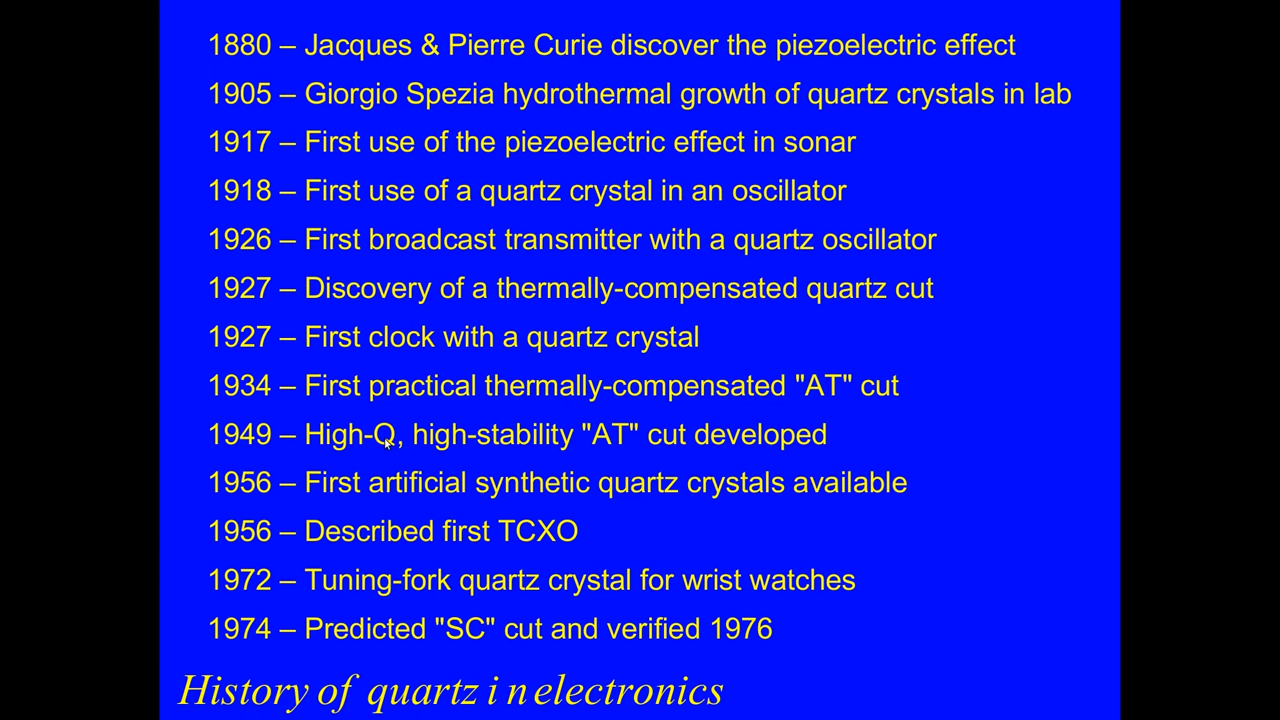 1880 – Jacques & Pierre Curie discover the piezoelectric effect
1905 – Giorgio Spezia hydrothermal growth of quartz crystals in lab
1917 – First use of the piezoelectric effect in sonar
1918 – First use of a quartz crystal in an oscillator
1926 – First broadcast transmitter with a quartz oscillator
1927 – Discovery of a thermally-compensated quartz cut
1927 – First clock with a quartz crystal
1934 – First practical thermally-compensated "AT" cut
1949 – High-Q, high-stability "AT" cut developed
1956 – First artificial synthetic quartz crystals available
1956 – Described first TCXO
1972 – Tuning-fork quartz crystal for wrist watches
1974 – Predicted "SC" cut and verified 1976
History of quartz in electronics